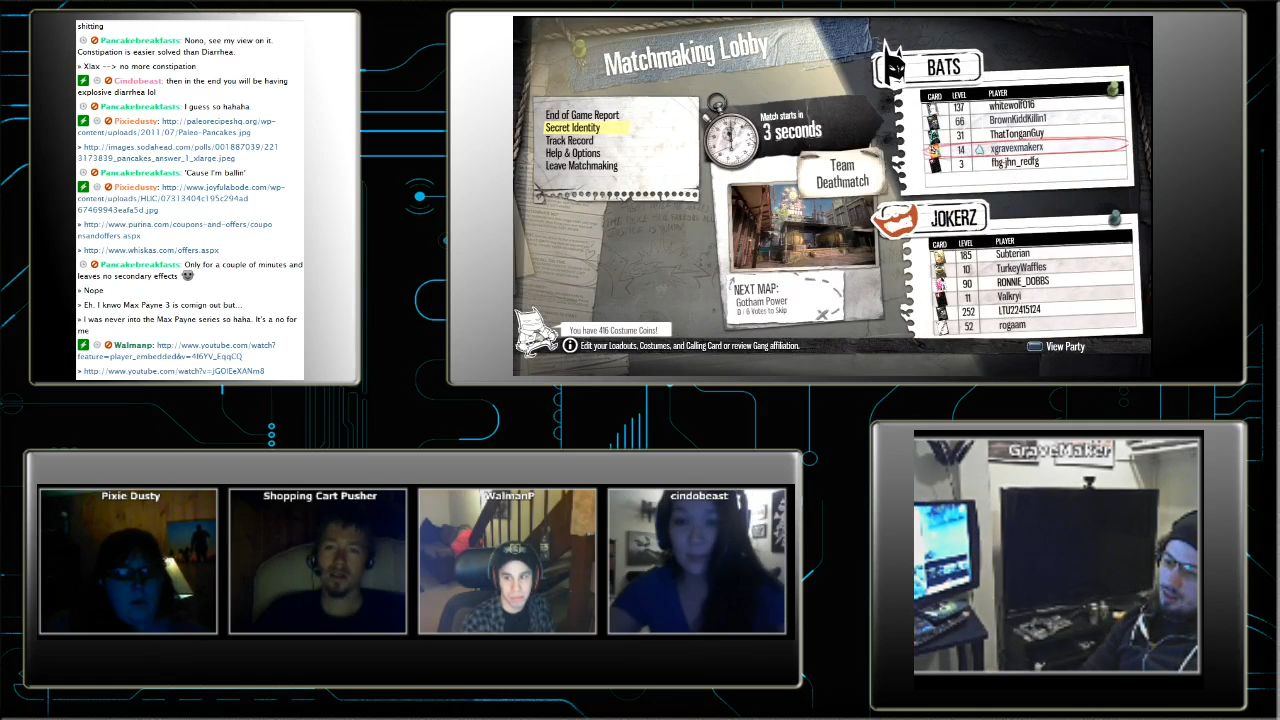 shitting
Pancakebreakfasts: Nono, see my view on it.
Constipation is easier solved than Diarrhea.
» Xlax --> no more constipation
Cindobeast: then in the end you will be having
explosive diarrhea lol
Pancakebreakfasts: I guess so hahaha
Pixiedusty: http://paleorecipeshq.org/wp-
content/uploads/2011/07/Paleo-Pancakes.jpg
» http://images.sodahead.com/polls/001887039/221
3173839_pancakes_answer_1_xlarge.jpeg
Pancakebreakfasts: 'Cause I'm ballin'
Pixiedusty: http://www.joyfulabode.com/wp-
content/uploads/HLIC/07313404c195c294ad
67469943eafa5d.jpg
» http://www.purina.com/coupons-and-offers/coupo
nsandoffers.aspx
» http://www.whiskas.com/offers.aspx
Pancakebreakfasts: Only for a couple of minutes and
leaves no secondary effects
» Nope
» Eh. I knwo Max Payne 3 is comign out but...
» I was never into the Max Payne series so haha. It's a no for
me
Walmanp: http://www.youtube.com/watch?
feature=player_embedded&v=4I6YV_EqqCQ
» http://www.youtube.com/watch?v=jGOlEeXANm8
Matchmaking Lobby
End of Game Report
Secret Identity
Track Record
Help & Options
Leave Matchmaking
Match starts in
3 seconds
Team
Deathmatch
NEXT MAP:
Gotham Power
0 / 6 Votes to Skip
You have 416 Costume Coins!
Edit your Loadouts, Costumes, and Calling Card or review Gang affiliation.
View Party
BATS
CARD LEVEL PLAYER
137 whitewolf016
66 BrownKiddKillin1
31 ThatTonganGuy
14 xgravexmakerx
3 fbg-jhn_redfg
JOKERZ
CARD LEVEL PLAYER
185 Subterian
10 TurkeyWaffles
90 RONNIE_DOBBS
11 Valkryi
252 LTU22415124
52 rogaam
Pixie Dusty
Shopping Cart Pusher
WalmanP
cindobeast
GraveMaker